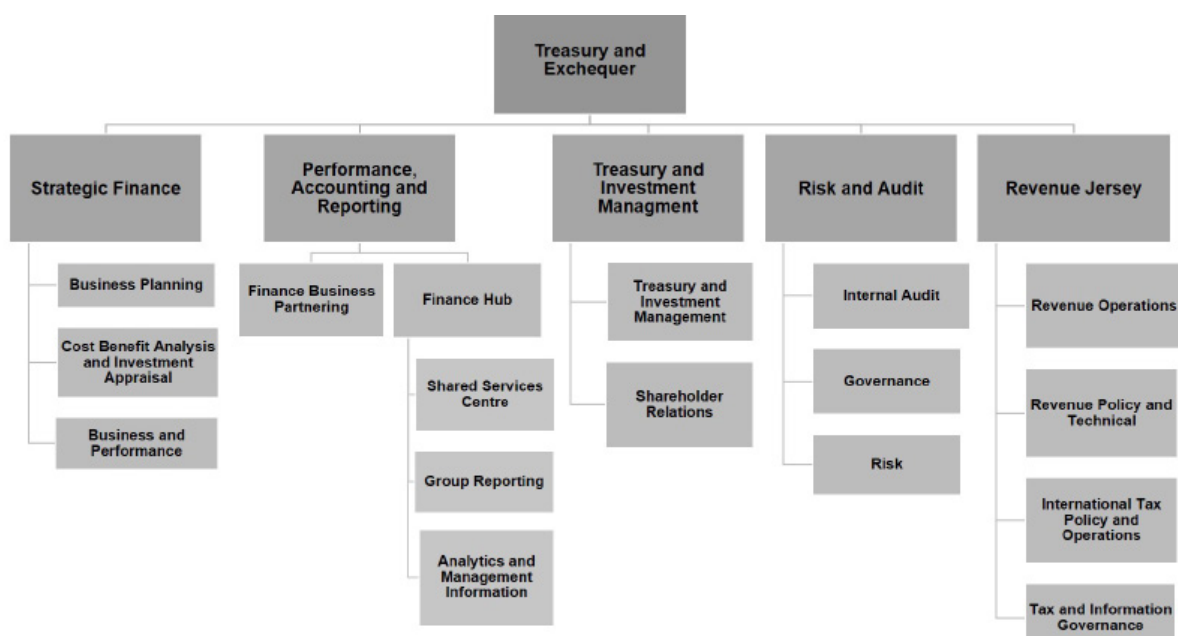 Treasury and
Exchequer
Strategic Finance
Performance,
Accounting and
Reporting
Treasury and
Investment
Managment
Risk and Audit
Revenue Jersey
Business Planning
Cost Benefit Analysis
and Investment
Appraisal
Business and
Performance
Finance Business
Partnering
Finance Hub
Shared Services
Centre
Group Reporting
Analytics and
Management
Information
Treasury and
Investment
Management
Shareholder
Relations
Internal Audit
Governance
Risk
Revenue Operations
Revenue Policy and
Technical
International Tax
Policy and
Operations
Tax and Information
Governance